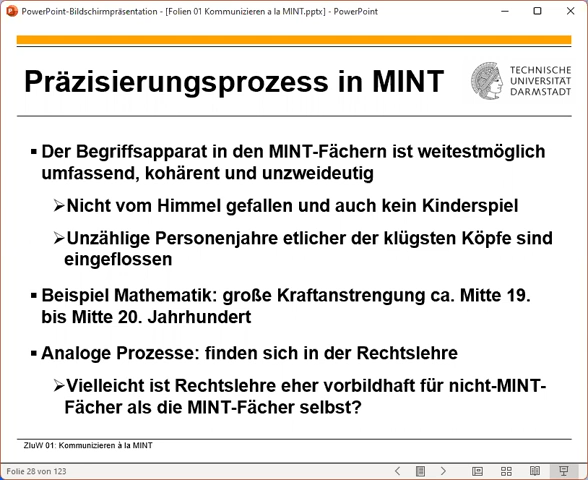 PowerPoint-Bildschirmpräsentation - [Folien 01 Kommunizieren a la MINT.pptx] - PowerPoint
Präzisierungsprozess in MINT
TECHNISCHE
UNIVERSITÄT
DARMSTADT
▪ Der Begriffsapparat in den MINT-Fächern ist weitestmöglich
umfassend, kohärent und unzweideutig
➢Nicht vom Himmel gefallen und auch kein Kinderspiel
➢Unzählige Personenjahre etlicher der klügsten Köpfe sind
eingeflossen
▪ Beispiel Mathematik: große Kraftanstrengung ca. Mitte 19.
bis Mitte 20. Jahrhundert
▪ Analoge Prozesse: finden sich in der Rechtslehre
➢Vielleicht ist Rechtslehre eher vorbildhaft für nicht-MINT-
Fächer als die MINT-Fächer selbst?
ZIuW 01: Kommunizieren à la MINT
Folie 28 von 123